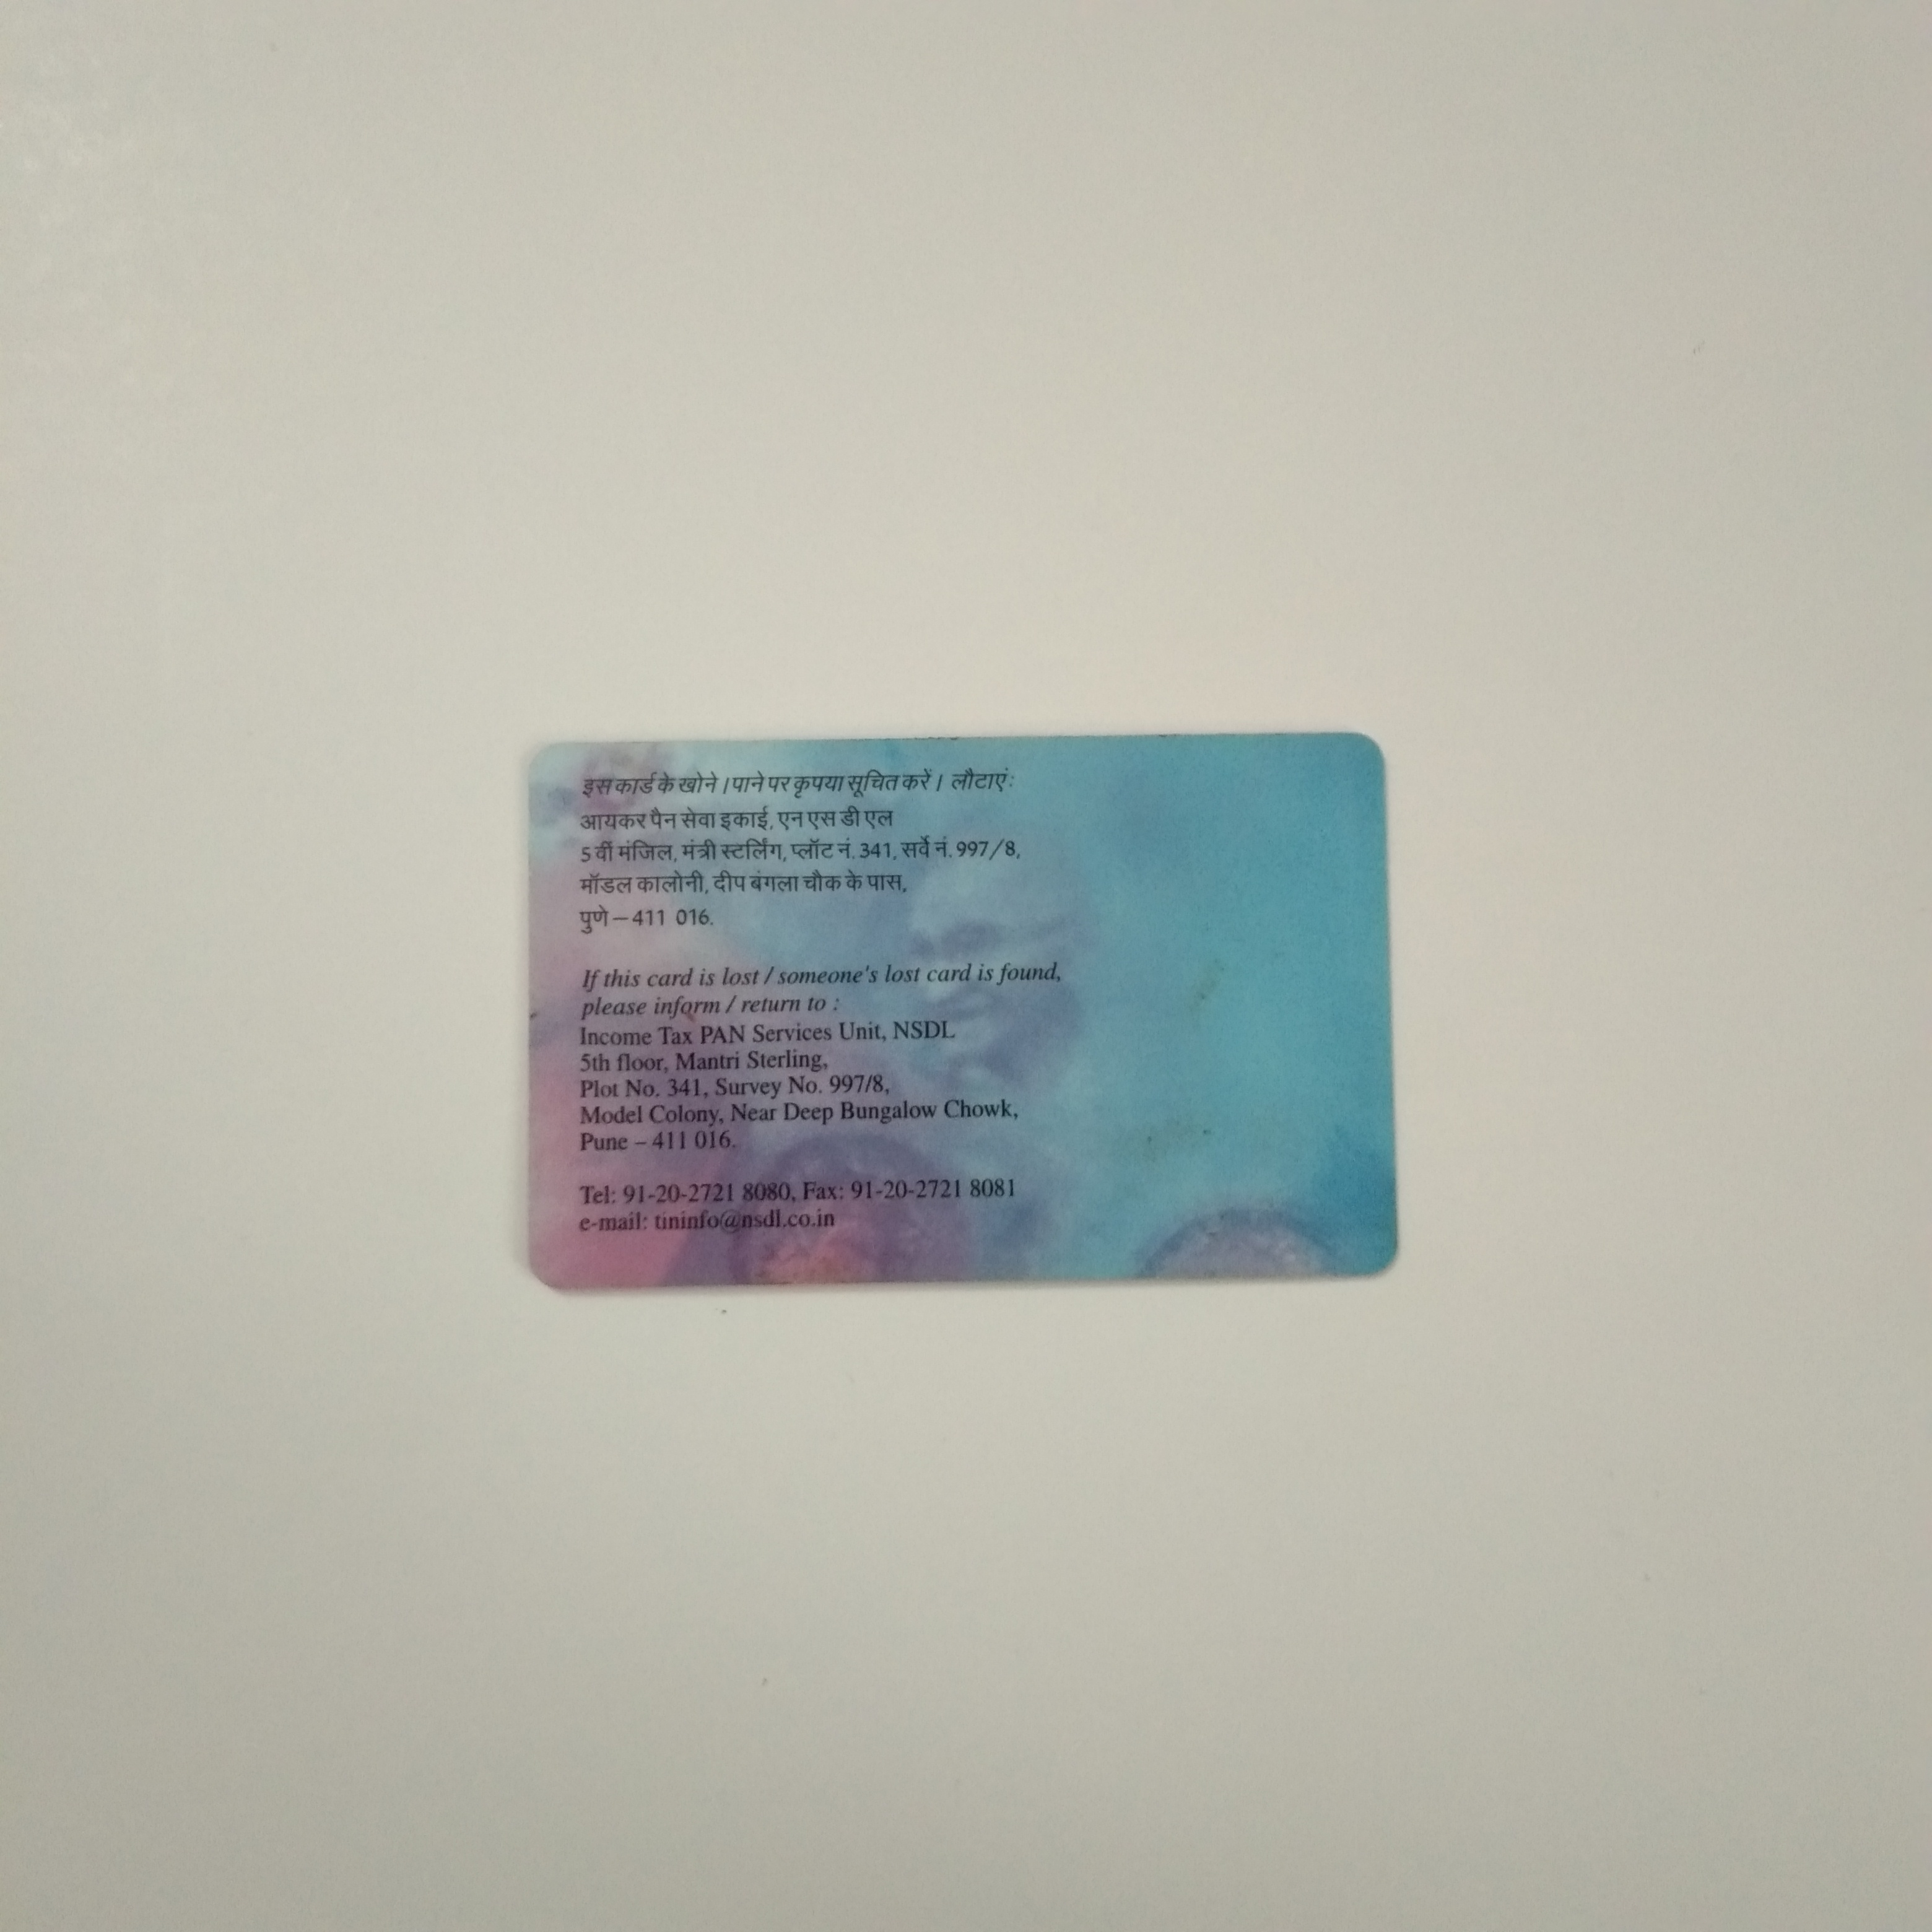 इस कार्ड के खोने / पाने पर कृपया सूचित करें। लौटाएं:
आयकर पैन सेवा इकाई, एन एस डी एल
5 वीं मंजिल, मंत्री स्टर्लिंग, प्लॉट नं. 341, सर्वे नं. 997/8,
मॉडल कालोनी, दीप बंगला चौक के पास,
पुणे – 411 016.
If this card is lost / someone's lost card is found,
please inform / return to :
Income Tax PAN Services Unit, NSDL
5th floor, Mantri Sterling,
Plot No. 341, Survey No. 997/8,
Model Colony, Near Deep Bungalow Chowk,
Pune – 411 016.
Tel: 91-20-2721 8080, Fax: 91-20-2721 8081
e-mail: tininfo@nsdl.co.in